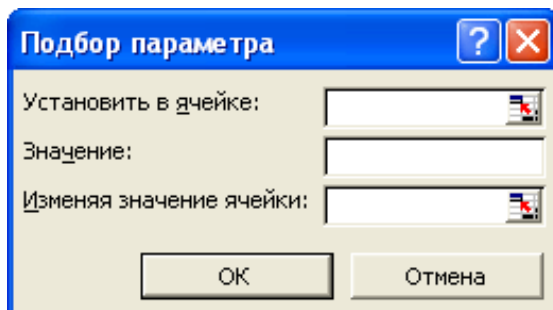 Подбор параметра
Установить в ячейке:
Значение:
Изменяя значение ячейки:
ОК
Отмена